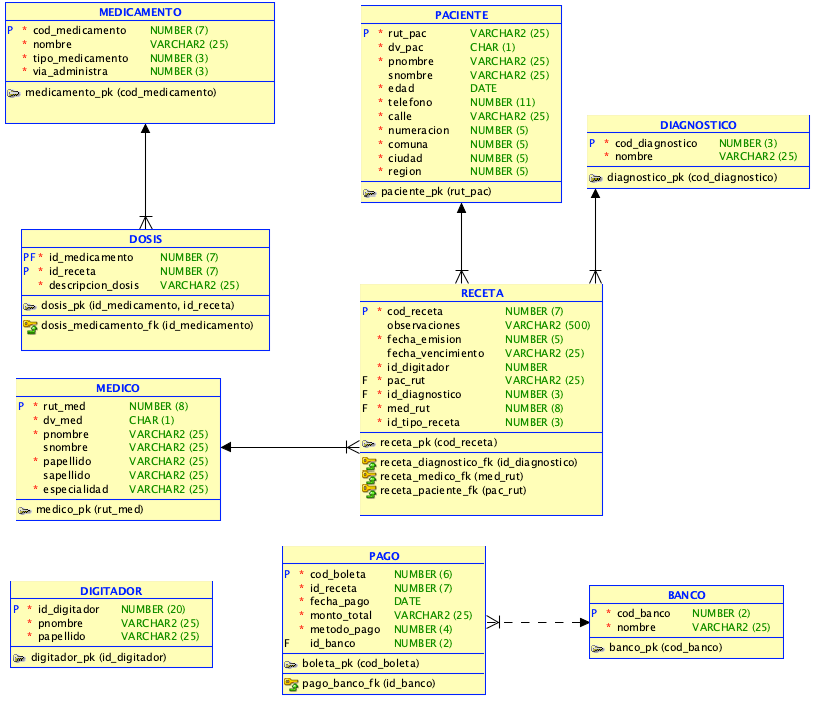 MEDICAMENTO
P * cod_medicamento NUMBER (7)
* nombre VARCHAR2 (25)
* tipo_medicamento NUMBER (3)
* via_administra NUMBER (3)
medicamento_pk (cod_medicamento)
PACIENTE
P * rut_pac VARCHAR2 (25)
* dv_pac CHAR (1)
* pnombre VARCHAR2 (25)
snombre VARCHAR2 (25)
* edad DATE
* telefono NUMBER (11)
* calle VARCHAR2 (25)
* numeracion NUMBER (5)
* comuna NUMBER (5)
* ciudad NUMBER (5)
* region NUMBER (5)
paciente_pk (rut_pac)
DIAGNOSTICO
P * cod_diagnostico NUMBER (3)
* nombre VARCHAR2 (25)
diagnostico_pk (cod_diagnostico)
DOSIS
PF * id_medicamento NUMBER (7)
P * id_receta NUMBER (7)
* descripcion_dosis VARCHAR2 (25)
dosis_pk (id_medicamento, id_receta)
dosis_medicamento_fk (id_medicamento)
RECETA
P * cod_receta NUMBER (7)
observaciones VARCHAR2 (500)
* fecha_emision NUMBER (5)
fecha_vencimiento VARCHAR2 (25)
* id_digitador NUMBER
F * pac_rut VARCHAR2 (25)
F * id_diagnostico NUMBER (3)
F * med_rut NUMBER (8)
* id_tipo_receta NUMBER (3)
receta_pk (cod_receta)
receta_diagnostico_fk (id_diagnostico)
receta_medico_fk (med_rut)
receta_paciente_fk (pac_rut)
MEDICO
P * rut_med NUMBER (8)
* dv_med CHAR (1)
* pnombre VARCHAR2 (25)
snombre VARCHAR2 (25)
* papellido VARCHAR2 (25)
sapellido VARCHAR2 (25)
* especialidad VARCHAR2 (25)
medico_pk (rut_med)
DIGITADOR
P * id_digitador NUMBER (20)
* pnombre VARCHAR2 (25)
* papellido VARCHAR2 (25)
digitador_pk (id_digitador)
PAGO
P * cod_boleta NUMBER (6)
* id_receta NUMBER (7)
* fecha_pago DATE
* monto_total VARCHAR2 (25)
* metodo_pago NUMBER (4)
F id_banco NUMBER (2)
boleta_pk (cod_boleta)
pago_banco_fk (id_banco)
BANCO
P * cod_banco NUMBER (2)
* nombre VARCHAR2 (25)
banco_pk (cod_banco)